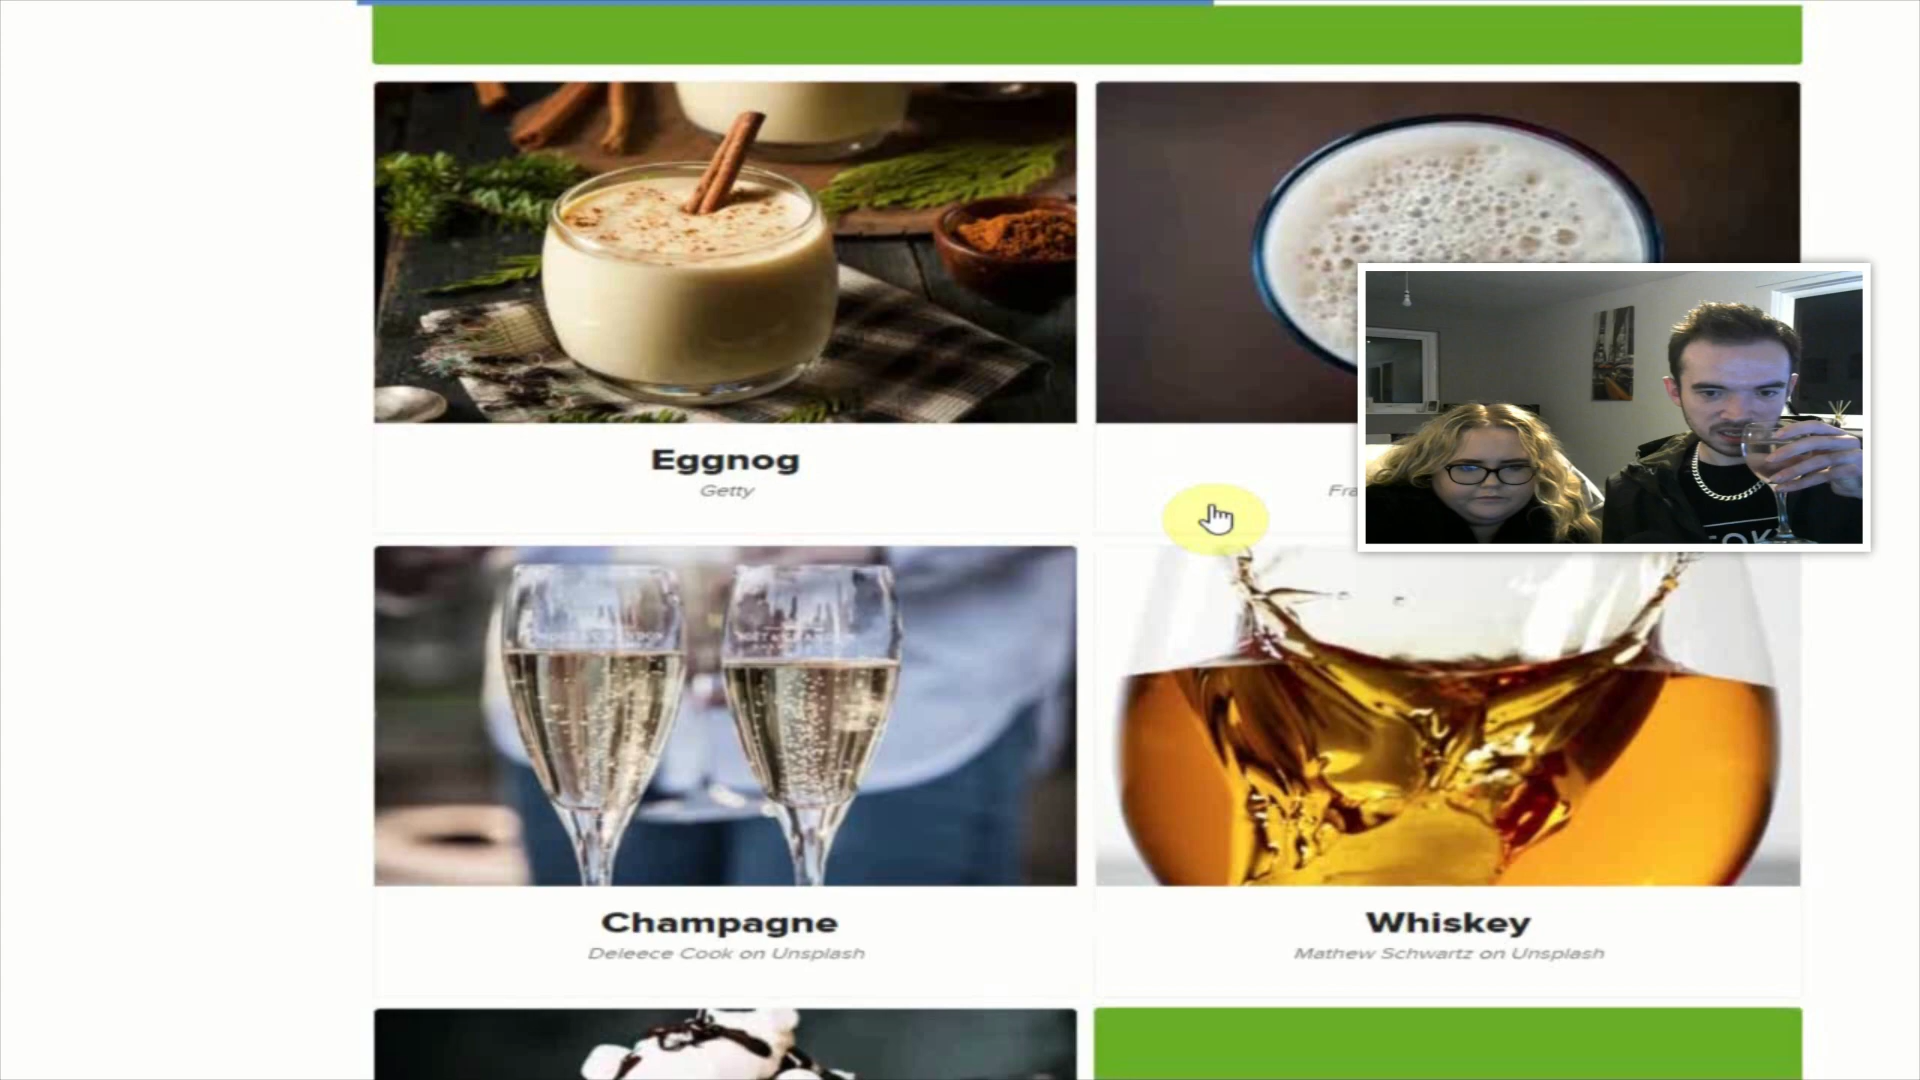 Eggnog
Getty
Champagne
Deleece Cook on Unsplash
Whiskey
Mathew Schwartz on Unsplash